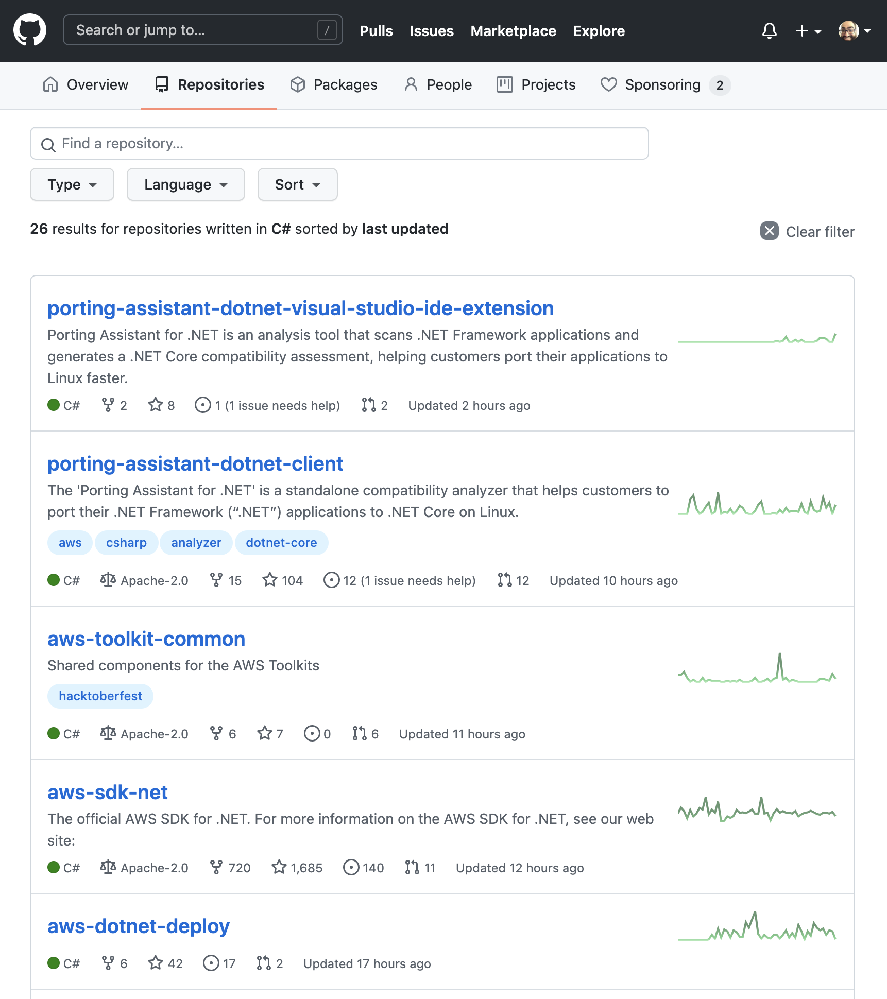 Search or jump to... /
Pulls Issues Marketplace Explore
Overview Repositories Packages People Projects Sponsoring 2
Find a repository...
Type Language Sort
26 results for repositories written in C# sorted by last updated
Clear filter
porting-assistant-dotnet-visual-studio-ide-extension
Porting Assistant for .NET is an analysis tool that scans .NET Framework applications and
generates a .NET Core compatibility assessment, helping customers port their applications to
Linux faster.
C# 2 8 1 (1 issue needs help) 2 Updated 2 hours ago
porting-assistant-dotnet-client
The 'Porting Assistant for .NET' is a standalone compatibility analyzer that helps customers to
port their .NET Framework (“.NET”) applications to .NET Core on Linux.
aws csharp analyzer dotnet-core
C# Apache-2.0 15 104 12 (1 issue needs help) 12 Updated 10 hours ago
aws-toolkit-common
Shared components for the AWS Toolkits
hacktoberfest
C# Apache-2.0 6 7 0 6 Updated 11 hours ago
aws-sdk-net
The official AWS SDK for .NET. For more information on the AWS SDK for .NET, see our web
site:
C# Apache-2.0 720 1,685 140 11 Updated 12 hours ago
aws-dotnet-deploy
C# 6 42 17 2 Updated 17 hours ago